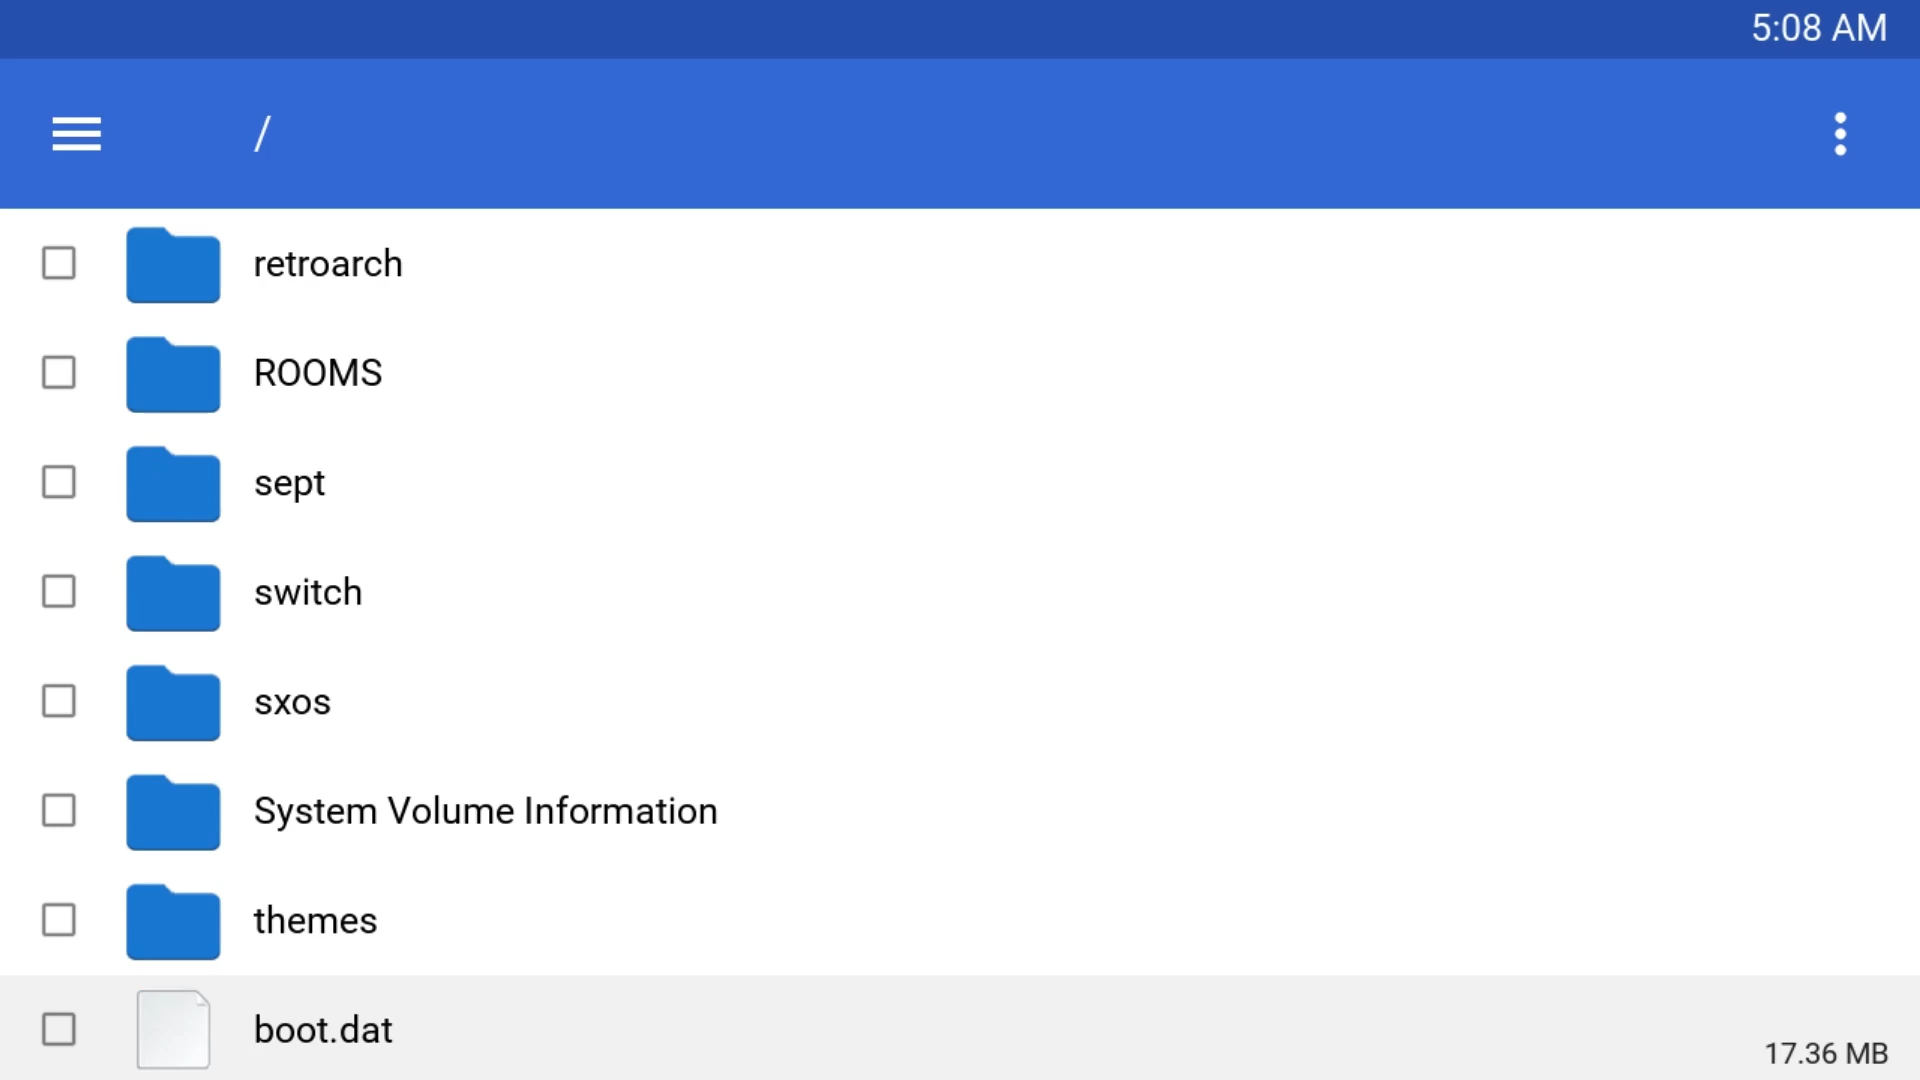 5:08 AM
/
retroarch
ROOMS
sept
switch
sxos
System Volume Information
themes
boot.dat
17.36 MB